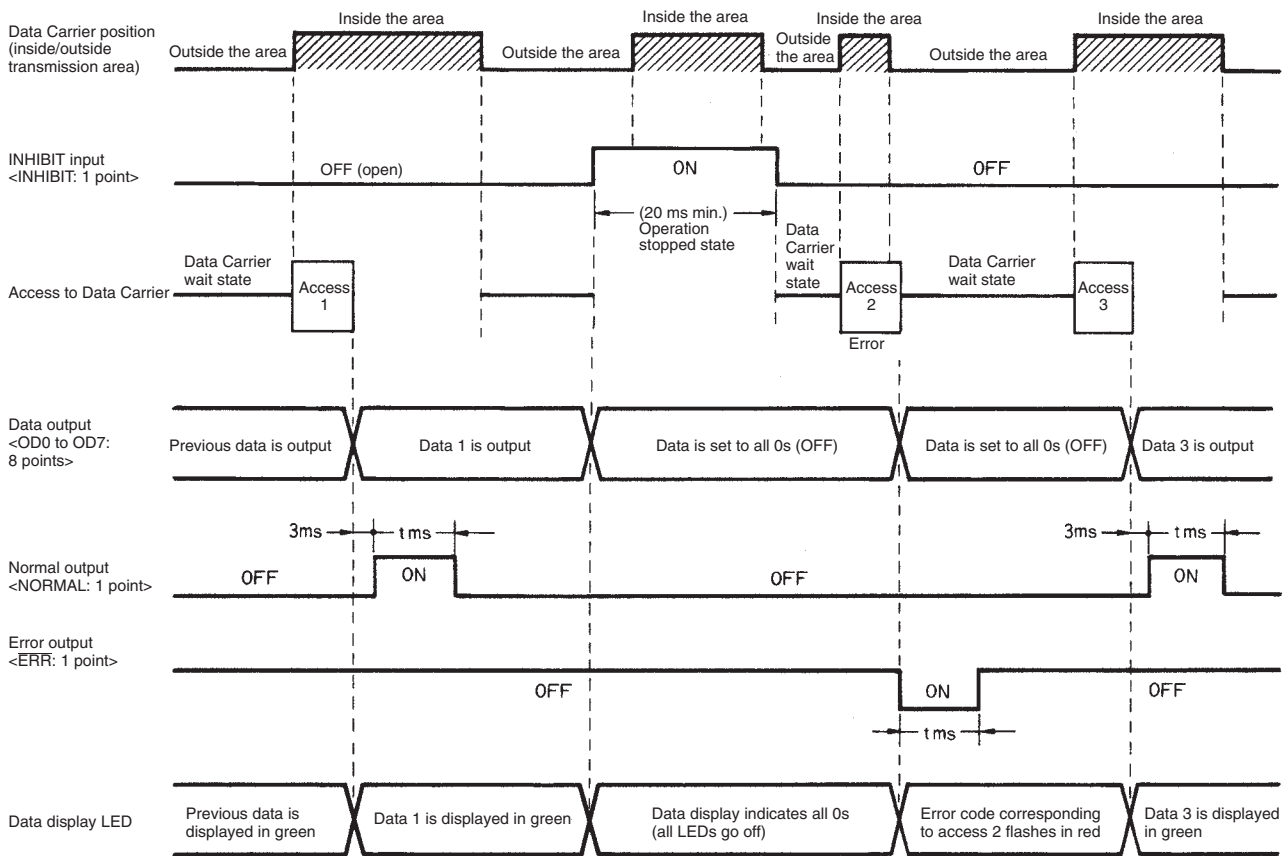 Data Carrier position
(inside/outside
transmission area)
Outside the area
Inside the area
Outside the area
Inside the area
Outside
the area
Inside the area
Outside the area
Inside the area
INHIBIT input
<INHIBIT: 1 point>
OFF (open)
ON
OFF
(20 ms min.)
Operation
stopped state
Access to Data Carrier
Data Carrier
wait state
Access
1
Data
Carrier
wait
state
Access
2
Error
Data Carrier
wait state
Access
3
Data output
<OD0 to OD7:
8 points>
Previous data is output
Data 1 is output
Data is set to all 0s (OFF)
Data is set to all 0s (OFF)
Data 3 is output
Normal output
<NORMAL: 1 point>
OFF
3ms
t ms
ON
OFF
3ms
t ms
ON
Error output
<ERR: 1 point>
OFF
ON
t ms
OFF
Data display LED
Previous data is
displayed in green
Data 1 is displayed in green
Data display indicates all 0s
(all LEDs go off)
Error code corresponding
to access 2 flashes in red
Data 3 is displayed
in green